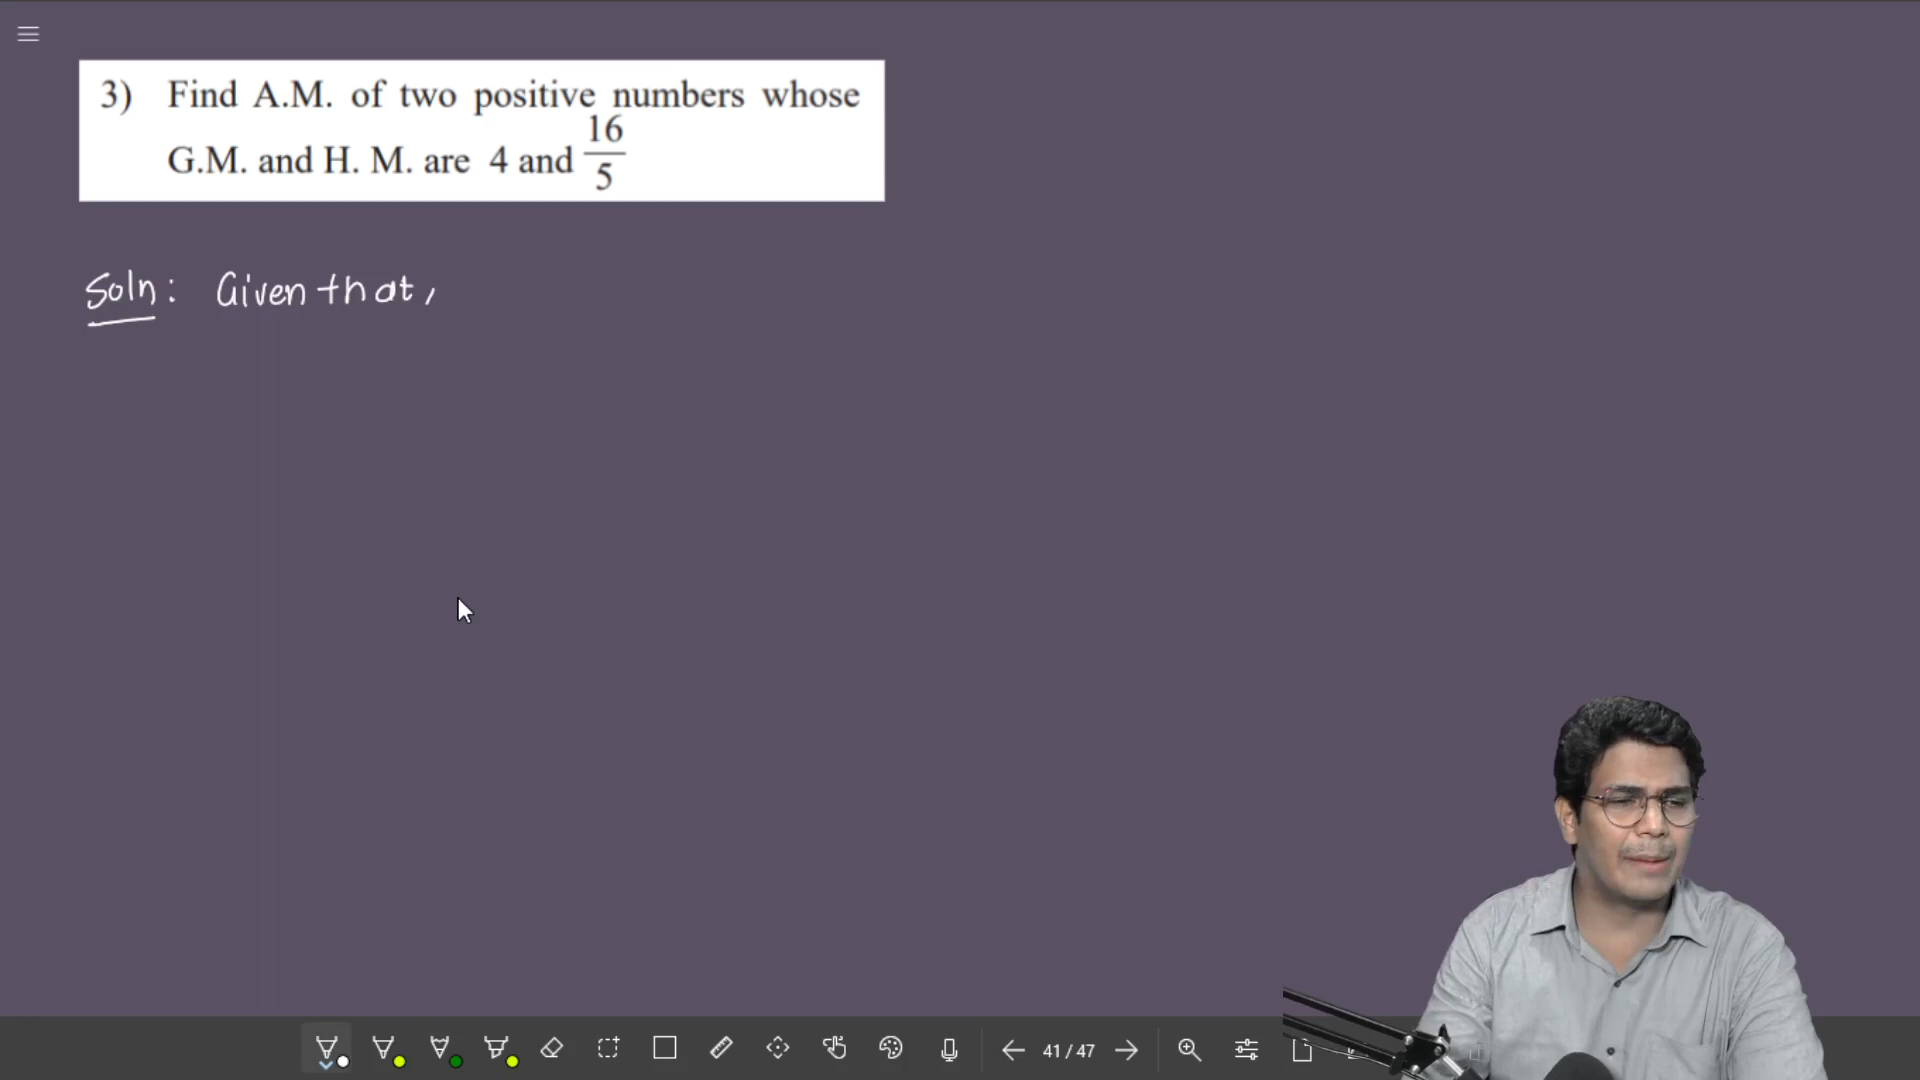 3) Find A.M. of two positive numbers whose
G.M. and H. M. are 4 and 16/5
Soln: Given that,
41 / 47